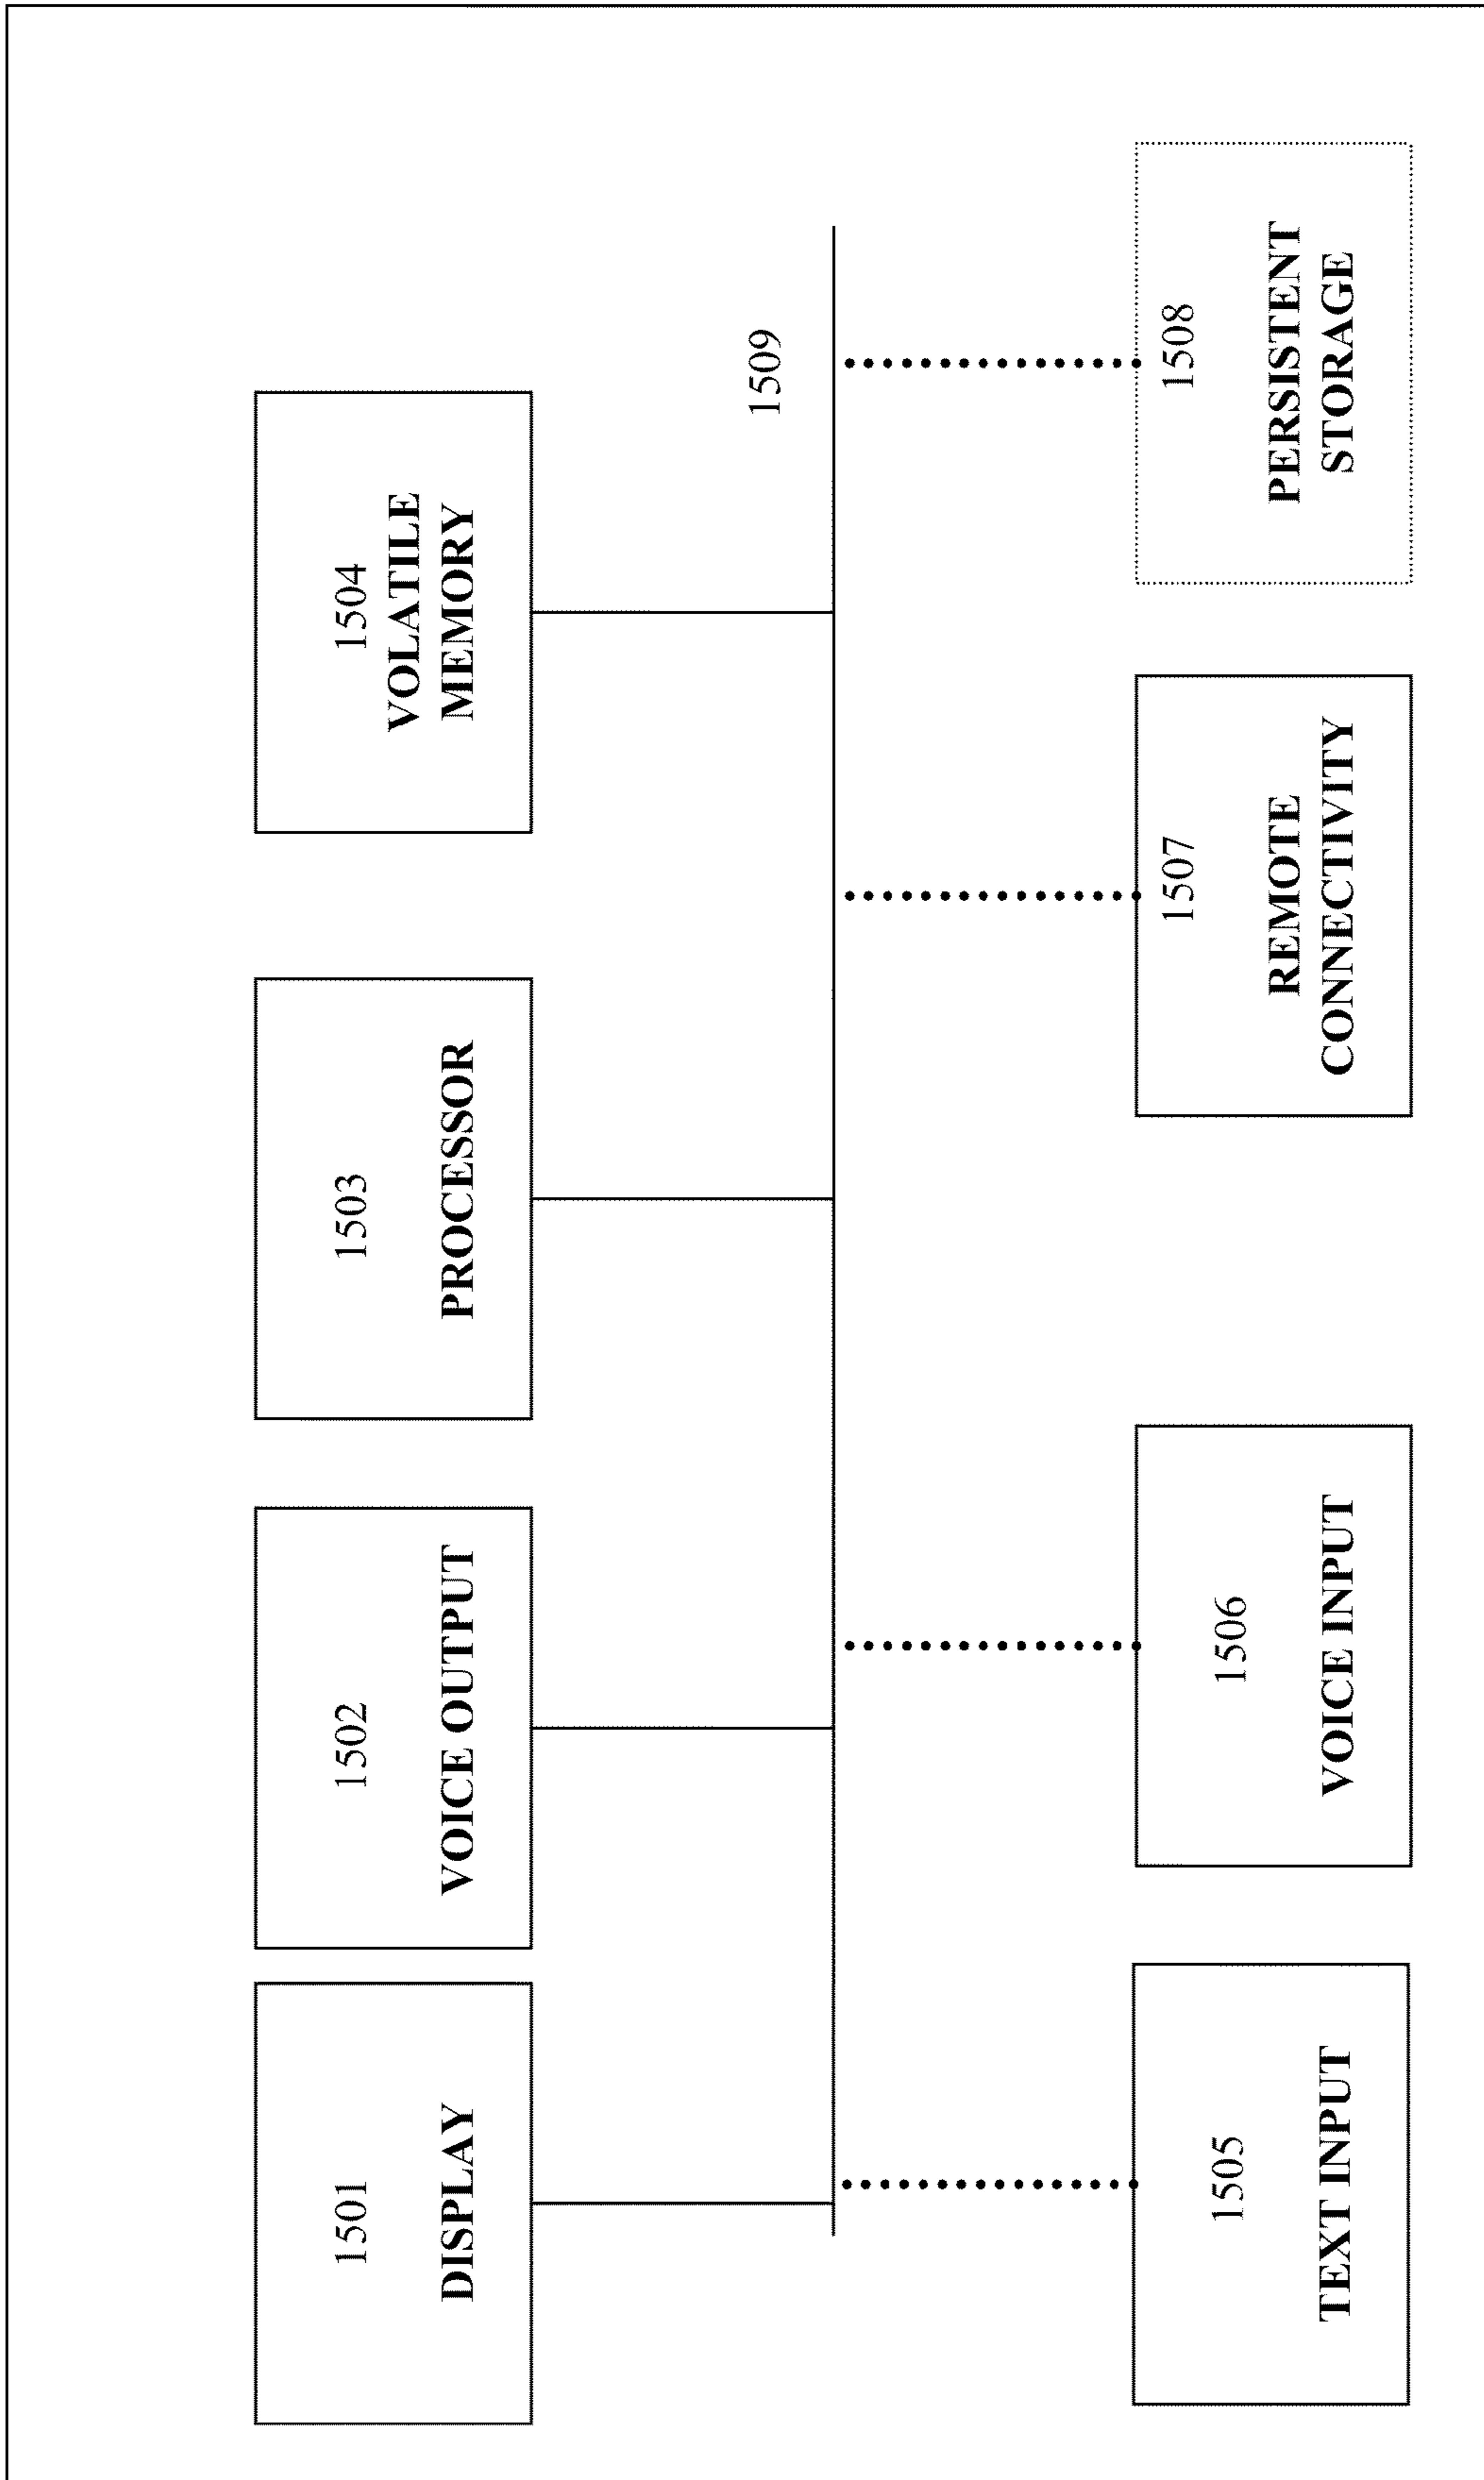 1501
DISPLAY
1502
VOICE OUTPUT
1503
PROCESSOR
1504
VOLATILE
MEMORY
1509
1505
TEXT INPUT
1506
VOICE INPUT
1507
REMOTE
CONNECTIVITY
1508
PERSISTENT
STORAGE